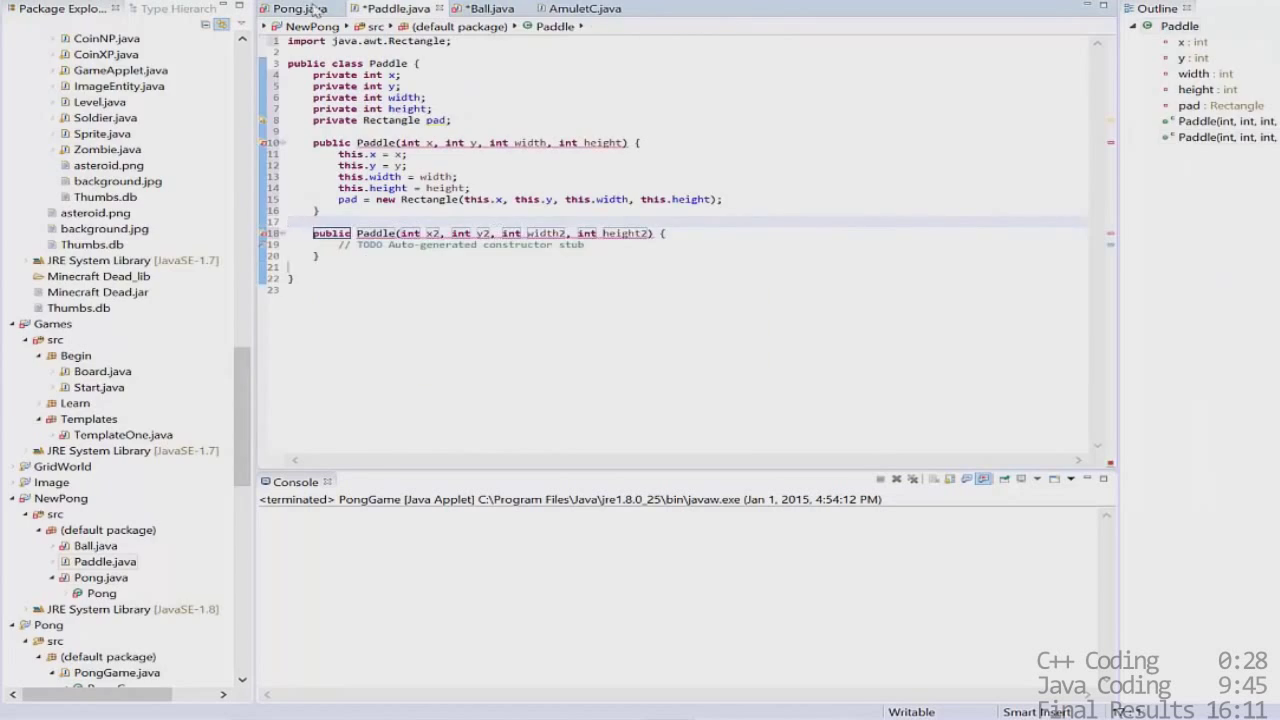 Package Explo...
Type Hierarch
CoinNP.java
CoinXP.java
GameApplet.java
ImageEntity.java
Level.java
Soldier.java
Sprite.java
Zombie.java
asteroid.png
background.jpg
Thumbs.db
asteroid.png
background.jpg
Thumbs.db
JRE System Library [JavaSE-1.7]
Minecraft Dead_lib
Minecraft Dead.jar
Thumbs.db
Games
src
Begin
Board.java
Start.java
Learn
Templates
TemplateOne.java
JRE System Library [JavaSE-1.7]
GridWorld
Image
NewPong
src
(default package)
Ball.java
Paddle.java
Pong.java
Pong
JRE System Library [JavaSE-1.8]
Pong
src
(default package)
PongGame.java
Pong.java *Paddle.java *Ball.java AmuletC.java
NewPong src (default package) Paddle
1 import java.awt.Rectangle;
2
3 public class Paddle {
4 private int x;
5 private int y;
6 private int width;
7 private int height;
8 private Rectangle pad;
9
10 public Paddle(int x, int y, int width, int height) {
11 this.x = x;
12 this.y = y;
13 this.width = width;
14 this.height = height;
15 pad = new Rectangle(this.x, this.y, this.width, this.height);
16 }
17
18 public Paddle(int x2, int y2, int width2, int height2) {
19 // TODO Auto-generated constructor stub
20 }
21
22 }
23
Console
<terminated> PongGame [Java Applet] C:\Program Files\Java\jre1.8.0_25\bin\javaw.exe (Jan 1, 2015, 4:54:12 PM)
Outline
Paddle
x : int
y : int
width : int
height : int
pad : Rectangle
Paddle(int, int, int,
Paddle(int, int, int,
C++ Coding 0:28
Java Coding 9:45
Final Results 16:11
Writable Smart Insert